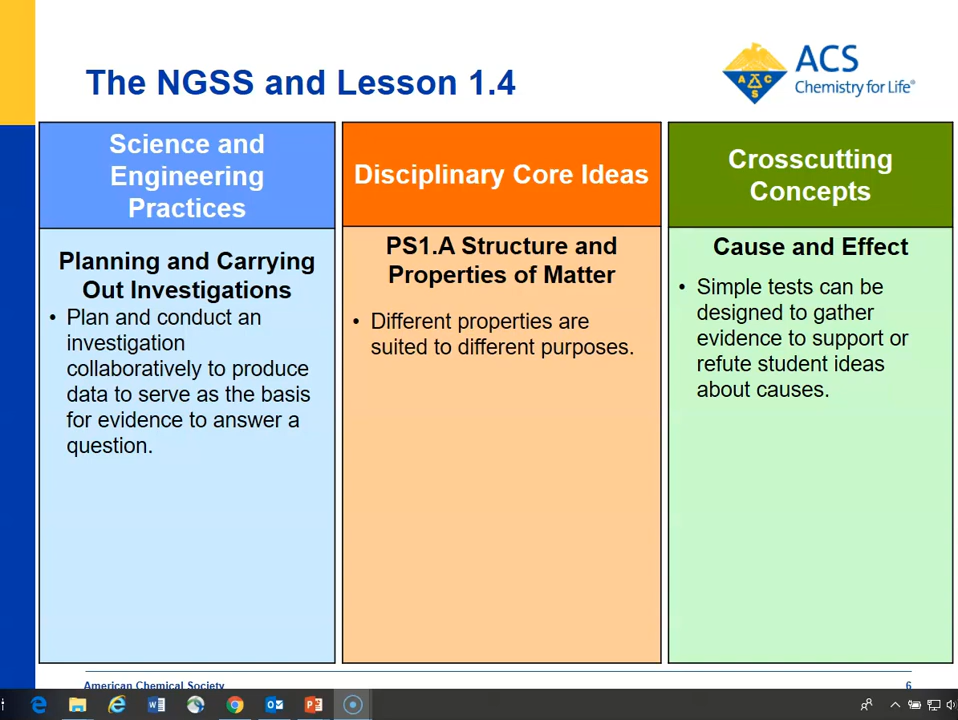 The NGSS and Lesson 1.4
A C C S
ACS
Chemistry for Life®
Science and
Engineering
Practices
Planning and Carrying
Out Investigations
• Plan and conduct an
investigation
collaboratively to produce
data to serve as the basis
for evidence to answer a
question.
Disciplinary Core Ideas
PS1.A Structure and
Properties of Matter
• Different properties are
suited to different purposes.
Crosscutting
Concepts
Cause and Effect
• Simple tests can be
designed to gather
evidence to support or
refute student ideas
about causes.
American Chemical Society
6